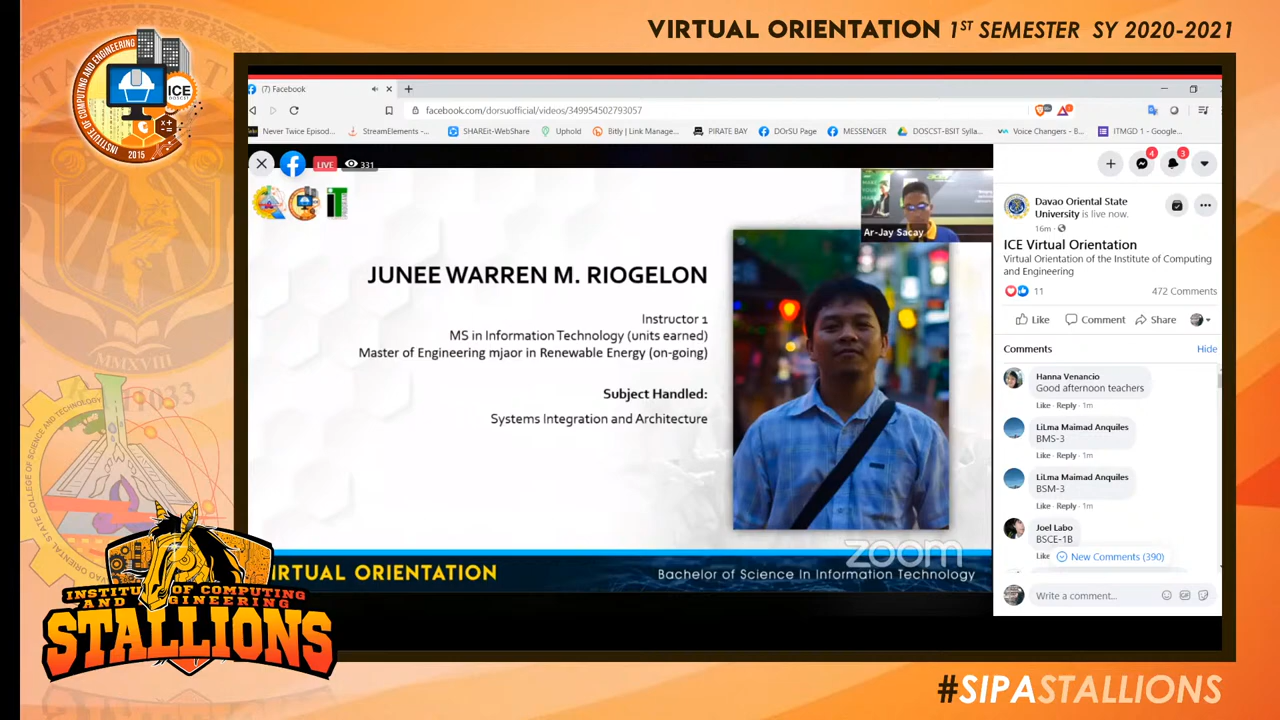 VIRTUAL ORIENTATION 1ST SEMESTER SY 2020-2021
INSTITUTE OF COMPUTING AND ENGINEERING
ICE
DOSCST
2015
(7) Facebook
facebook.com/dorsuofficial/videos/349954502793057
Never Twice Episod...
StreamElements -...
SHAREit-WebShare
Uphold
Bitly | Link Manage...
PIRATE BAY
DOrSU Page
MESSENGER
DOSCST-BSIT Sylla...
Voice Changers - B...
ITMGD 1 - Google...
LIVE
331
Ar-Jay Sacay
JUNEE WARREN M. RIOGELON
Instructor 1
MS in Information Technology (units earned)
Master of Engineering mjaor in Renewable Energy (on-going)
Subject Handled:
Systems Integration and Architecture
zoom
VIRTUAL ORIENTATION
Bachelor of Science in Information Technology
4
3
Davao Oriental State
University is live now.
16m
ICE Virtual Orientation
Virtual Orientation of the Institute of Computing
and Engineering
11
472 Comments
Like
Comment
Share
Comments
Hide
Hanna Venancio
Good afternoon teachers
Like · Reply · 1m
LiLma Maimad Anquiles
BMS-3
Like · Reply · 1m
LiLma Maimad Anquiles
BSM-3
Like · Reply · 1m
Joel Labo
BSCE-1B
Like
New Comments (390)
Write a comment...
MMXVIII
INSTITUTE OF COMPUTING
AND ENGINEERING
STALLIONS
#SIPASTALLIONS